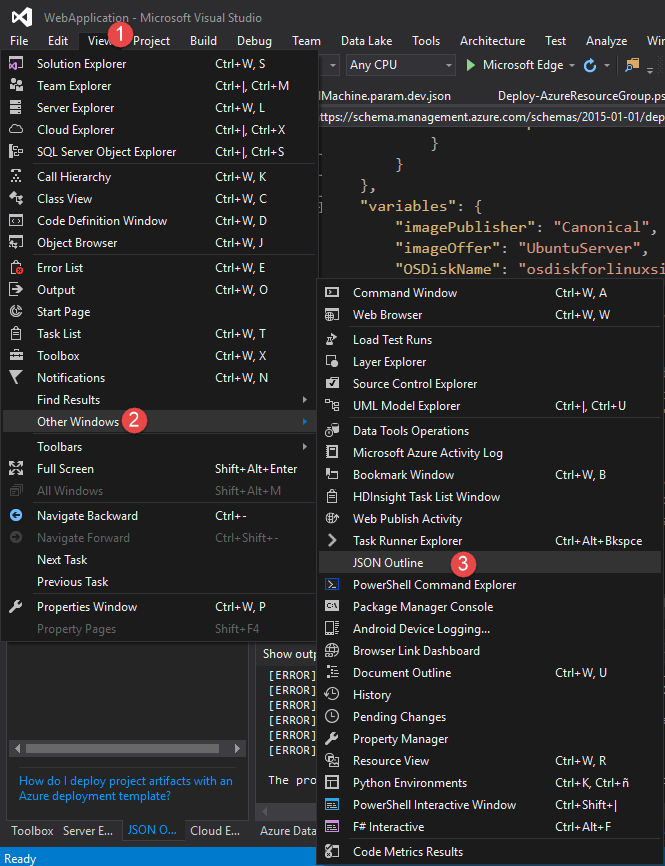 WebApplication - Microsoft Visual Studio
File Edit View Project Build Debug Team Data Lake Tools Architecture Test Analyze Win
1
Any CPU Microsoft Edge
lMachine.param.dev.json Deploy-AzureResourceGroup.ps
ttps://schema.management.azure.com/schemas/2015-01-01/dep
}
}
},
"variables": {
"imagePublisher": "Canonical",
"imageOffer": "UbuntuServer",
"OSDiskName": "osdiskforlinuxsi
Solution Explorer Ctrl+W, S
Team Explorer Ctrl+|, Ctrl+M
Server Explorer Ctrl+W, L
Cloud Explorer Ctrl+|, Ctrl+X
SQL Server Object Explorer Ctrl+|, Ctrl+S
Call Hierarchy Ctrl+W, K
Class View Ctrl+W, C
Code Definition Window Ctrl+W, D
Object Browser Ctrl+W, J
Error List Ctrl+W, E
Output Ctrl+W, O
Start Page
Task List Ctrl+W, T
Toolbox Ctrl+W, X
Notifications Ctrl+W, N
Find Results
Other Windows 2
Toolbars
Full Screen Shift+Alt+Enter
All Windows Shift+Alt+M
Navigate Backward Ctrl+-
Navigate Forward Ctrl+Shift+-
Next Task
Previous Task
Properties Window Ctrl+W, P
Property Pages Shift+F4
Command Window Ctrl+W, A
Web Browser Ctrl+W, W
Load Test Runs
Layer Explorer
Source Control Explorer
UML Model Explorer Ctrl+|, Ctrl+U
Data Tools Operations
Microsoft Azure Activity Log
Bookmark Window Ctrl+W, B
HDInsight Task List Window
Web Publish Activity
Task Runner Explorer Ctrl+Alt+Bkspce
JSON Outline 3
PowerShell Command Explorer
Package Manager Console
Android Device Logging...
Browser Link Dashboard
Document Outline Ctrl+W, U
History
Pending Changes
Property Manager
Resource View Ctrl+W, R
Python Environments Ctrl+K, Ctrl+ñ
PowerShell Interactive Window Ctrl+Shift+|
F# Interactive Ctrl+Alt+F
Code Metrics Results
Show outp
[ERROR]
[ERROR]
[ERROR]
[ERROR]
[ERROR]
[ERROR]
The pro
How do I deploy project artifacts with an
Azure deployment template?
Toolbox Server E... JSON O... Cloud E... Azure Data
Ready